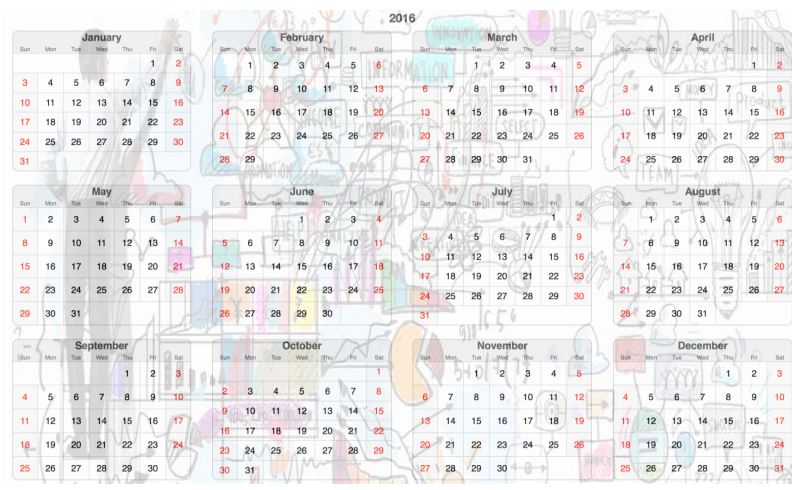 2016
January February March April
Sun Mon Tue Wed Thu Fri Sat Sun Mon Tue Wed Thu Fri Sat Sun Mon Tue Wed Thu Fri Sat Sun Mon Tue Wed Thu Fri Sat
1 2 1 2 3 4 5 6 1 2 3 4 5 1 2
3 4 5 6 7 8 9 7 8 9 10 11 12 13 6 7 8 9 10 11 12 3 4 5 6 7 8 9
10 11 12 13 14 15 16 14 15 16 17 18 19 20 13 14 15 16 17 18 19 10 11 12 13 14 15 16
17 18 19 20 21 22 23 21 22 23 24 25 26 27 20 21 22 23 24 25 26 17 18 19 20 21 22 23
24 25 26 27 28 29 30 28 29 27 28 29 30 31 24 25 26 27 28 29 30
31
May June July August
Sun Mon Tue Wed Thu Fri Sat Sun Mon Tue Wed Thu Fri Sat Sun Mon Tue Wed Thu Fri Sat Sun Mon Tue Wed Thu Fri Sat
1 2 3 4 5 6 7 1 2 3 4 1 2 1 2 3 4 5 6
8 9 10 11 12 13 14 5 6 7 8 9 10 11 3 4 5 6 7 8 9 7 8 9 10 11 12 13
15 16 17 18 19 20 21 12 13 14 15 16 17 18 10 11 12 13 14 15 16 14 15 16 17 18 19 20
22 23 24 25 26 27 28 19 20 21 22 23 24 25 17 18 19 20 21 22 23 21 22 23 24 25 26 27
29 30 31 26 27 28 29 30 24 25 26 27 28 29 30 28 29 30 31
31
September October November December
Sun Mon Tue Wed Thu Fri Sat Sun Mon Tue Wed Thu Fri Sat Sun Mon Tue Wed Thu Fri Sat Sun Mon Tue Wed Thu Fri Sat
1 2 3 1 1 2 3 4 5 1 2 3
4 5 6 7 8 9 10 2 3 4 5 6 7 8 6 7 8 9 10 11 12 4 5 6 7 8 9 10
11 12 13 14 15 16 17 9 10 11 12 13 14 15 13 14 15 16 17 18 19 11 12 13 14 15 16 17
18 19 20 21 22 23 24 16 17 18 19 20 21 22 20 21 22 23 24 25 26 18 19 20 21 22 23 24
25 26 27 28 29 30 23 24 25 26 27 28 29 27 28 29 30 25 26 27 28 29 30 31
30 31
INNOVATION
INFORMATION
SELECT
MONEY
PRODUCT
TEAM